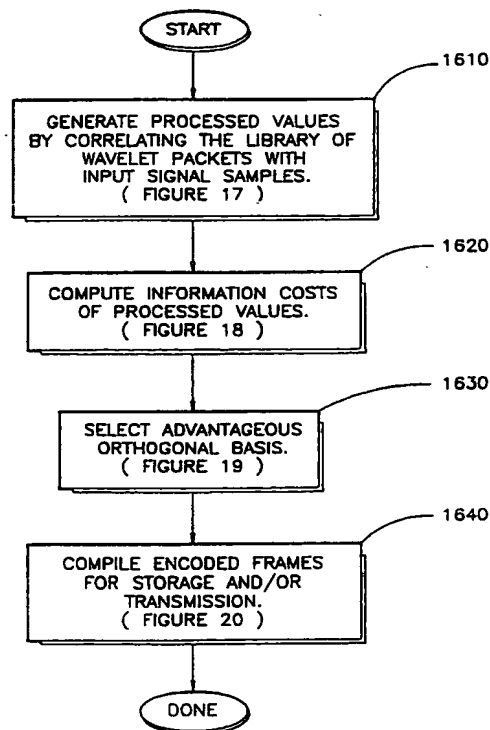 START
1610
GENERATE PROCESSED VALUES
BY CORRELATING THE LIBRARY OF
WAVELET PACKETS WITH
INPUT SIGNAL SAMPLES.
( FIGURE 17 )
1620
COMPUTE INFORMATION COSTS
OF PROCESSED VALUES.
( FIGURE 18 )
1630
SELECT ADVANTAGEOUS
ORTHOGONAL BASIS.
( FIGURE 19 )
1640
COMPILE ENCODED FRAMES
FOR STORAGE AND/OR
TRANSMISSION.
( FIGURE 20 )
DONE